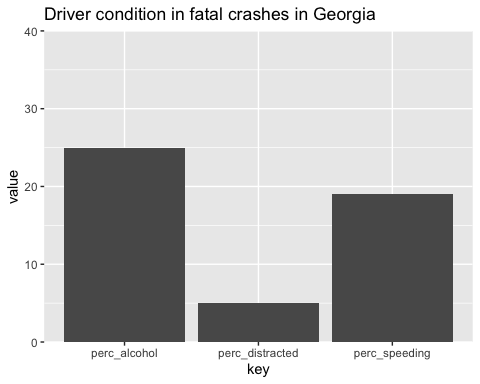 Driver condition in fatal crashes in Georgia
40
30
20
10
0
value
perc_alcohol perc_distracted perc_speeding
key